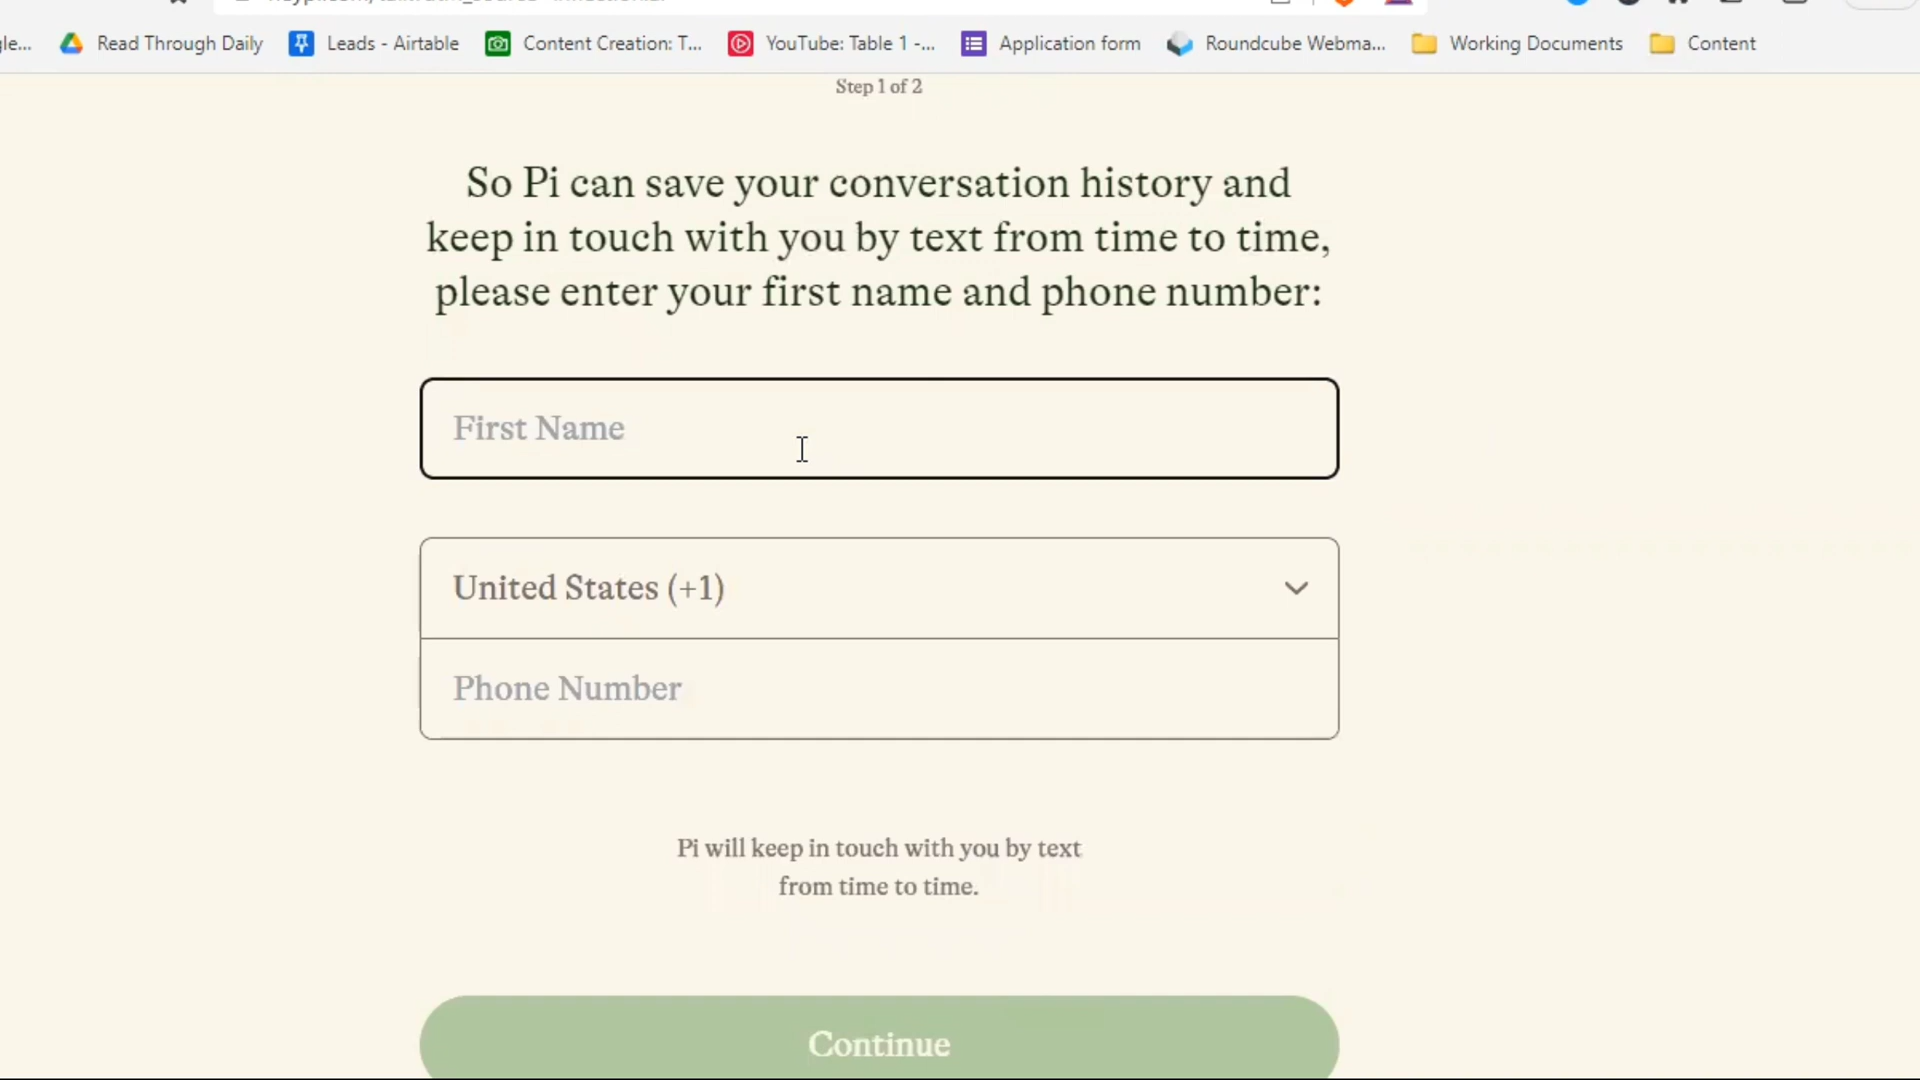 le...
Read Through Daily
Leads - Airtable
Content Creation: T...
YouTube: Table 1 -...
Application form
Roundcube Webma...
Working Documents
Content
Step 1 of 2
So Pi can save your conversation history and
keep in touch with you by text from time to time,
please enter your first name and phone number:
First Name
United States (+1)
Phone Number
Pi will keep in touch with you by text
from time to time.
Continue